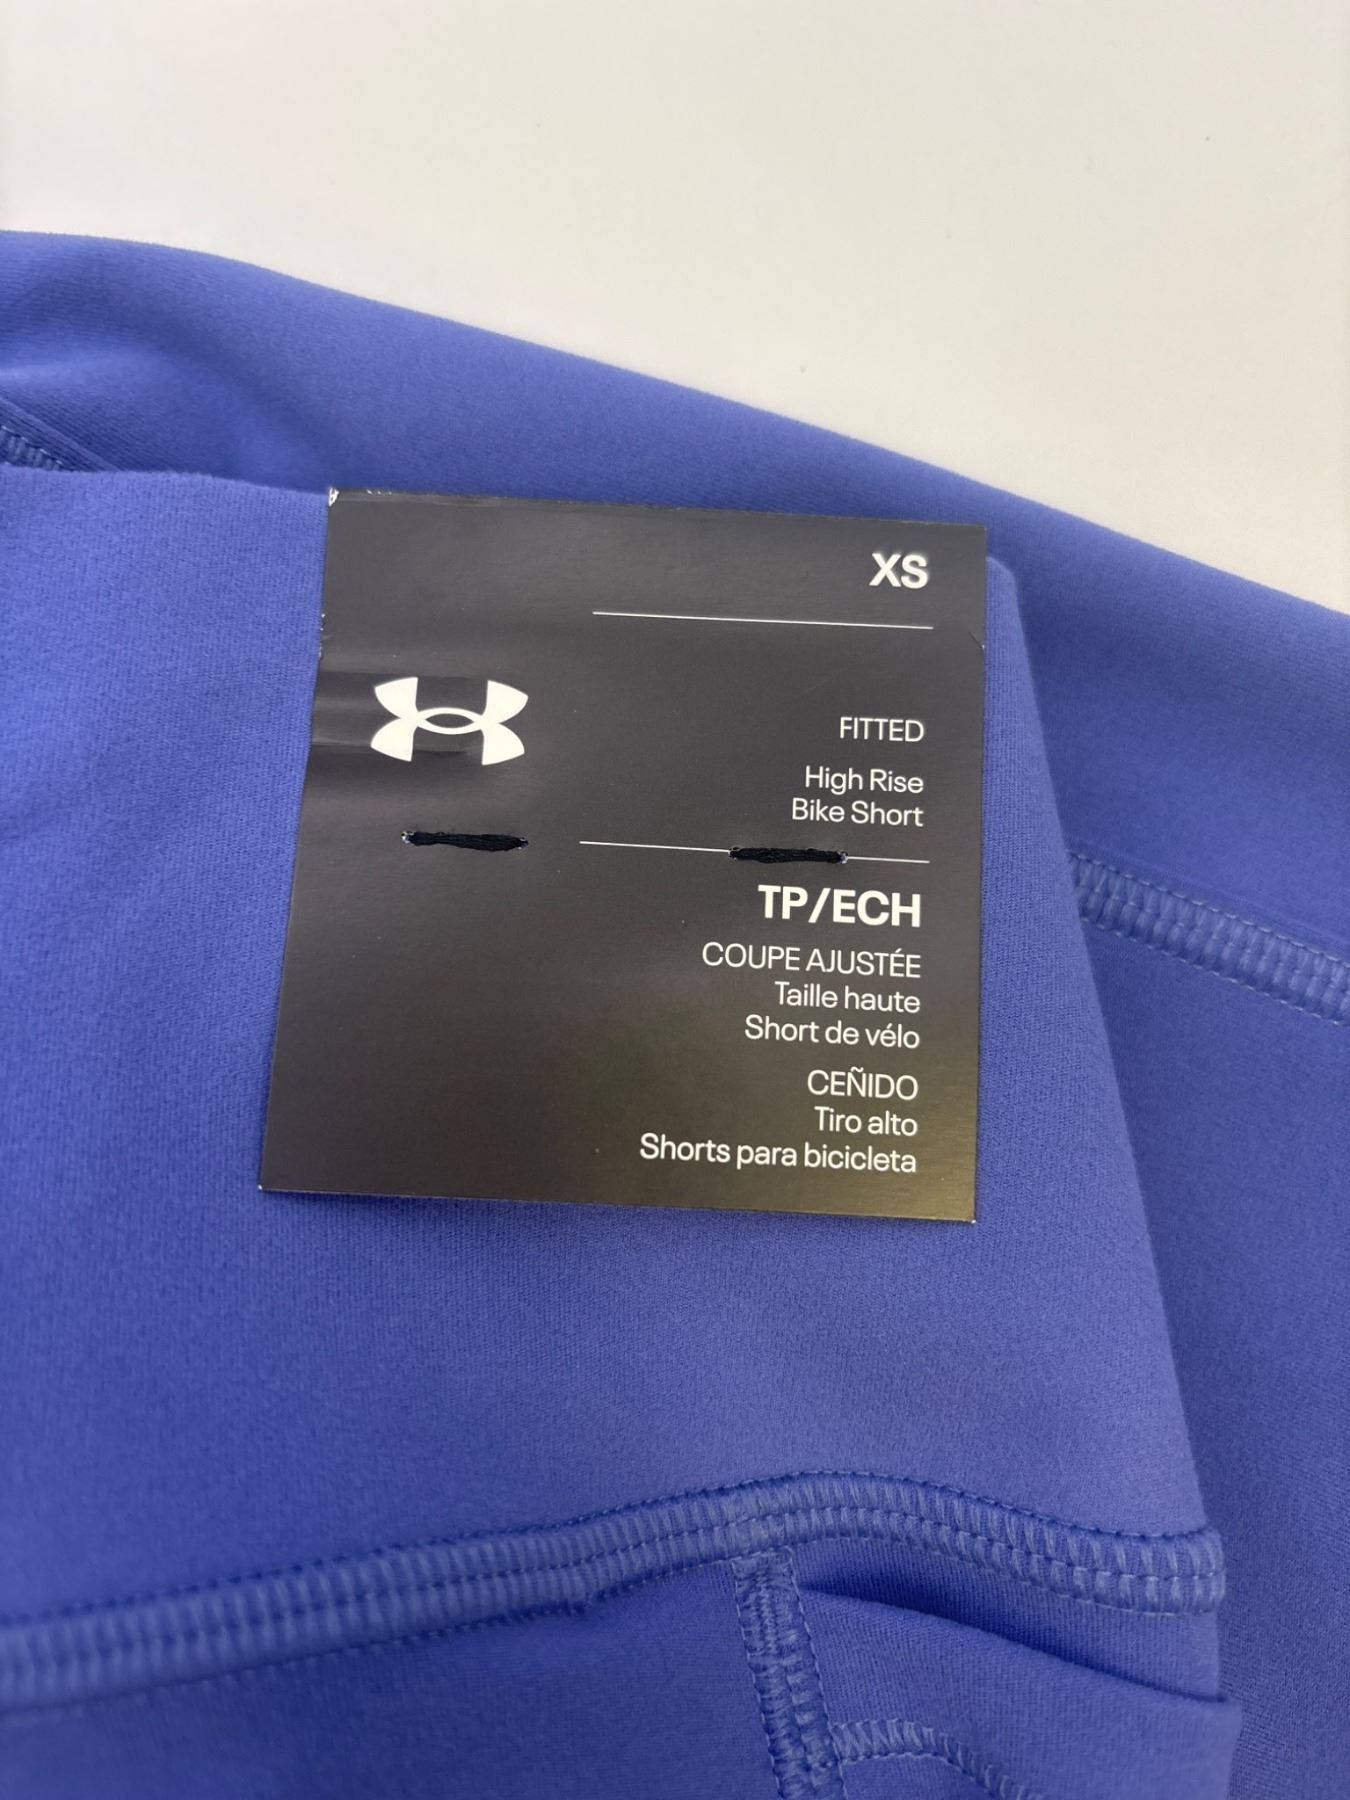 XS
FITTED
High Rise
Bike Short
TP/ECH
COUPE AJUSTÉE
Taille haute
Short de vélo
CEÑIDO
Tiro alto
Shorts para bicicleta